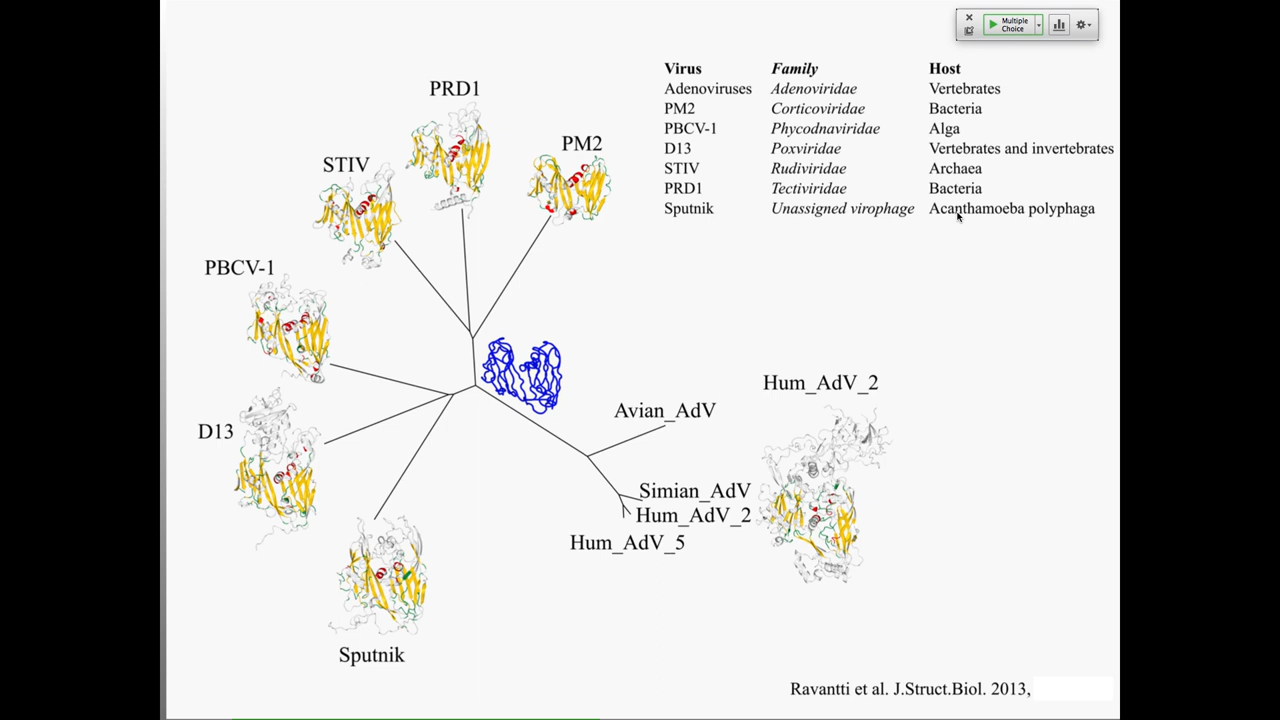 Multiple
Choice
Virus Family Host
Adenoviruses Adenoviridae Vertebrates
PM2 Corticoviridae Bacteria
PBCV-1 Phycodnaviridae Alga
D13 Poxviridae Vertebrates and invertebrates
STIV Rudiviridae Archaea
PRD1 Tectiviridae Bacteria
Sputnik Unassigned virophage Acanthamoeba polyphaga
PRD1
PM2
STIV
PBCV-1
D13
Sputnik
Avian_AdV
Simian_AdV
Hum_AdV_2
Hum_AdV_5
Hum_AdV_2
Ravantti et al. J.Struct.Biol. 2013,